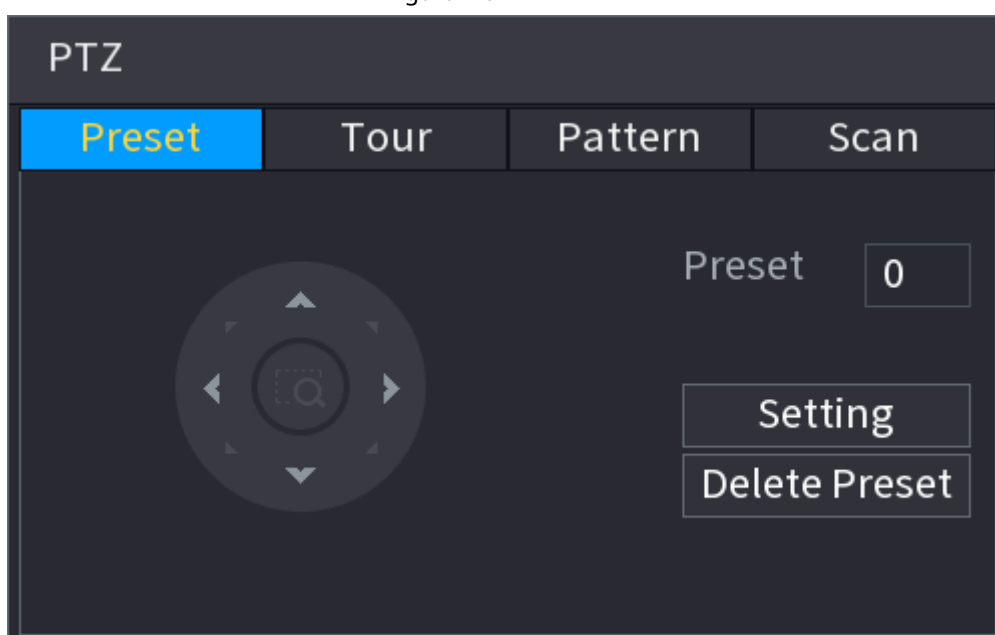 PTZ
Preset Tour Pattern Scan
Preset 0
Setting
Delete Preset